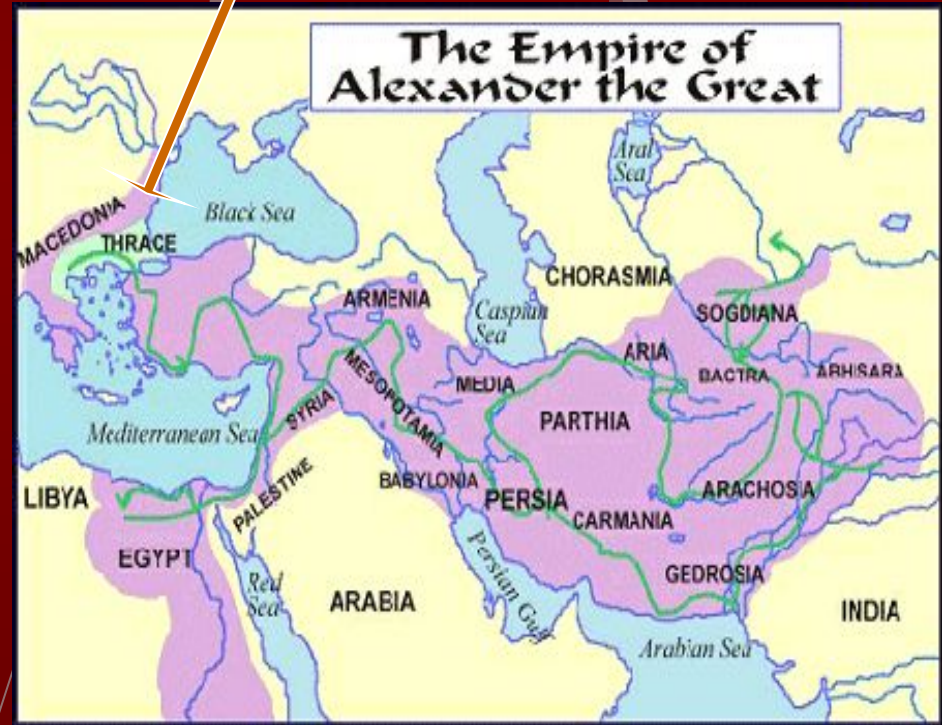 The Empire of
Alexander the Great
Aral
Sea
Black Sea
MACEDONIA
THRACE
CHORASMIA
ARMENIA
Caspian
Sea
SOGDIANA
ARIA
BACTRA
ABHISARA
MEDIA
MESOPOTAMIA
SYRIA
PARTHIA
Mediterranean Sea
BABYLONIA
PALESTINE
LIBYA
PERSIA
ARACHOSIA
CARMANIA
EGYPT
Persian Gulf
GEDROSIA
Red
Sea
ARABIA
INDIA
Arabian Sea